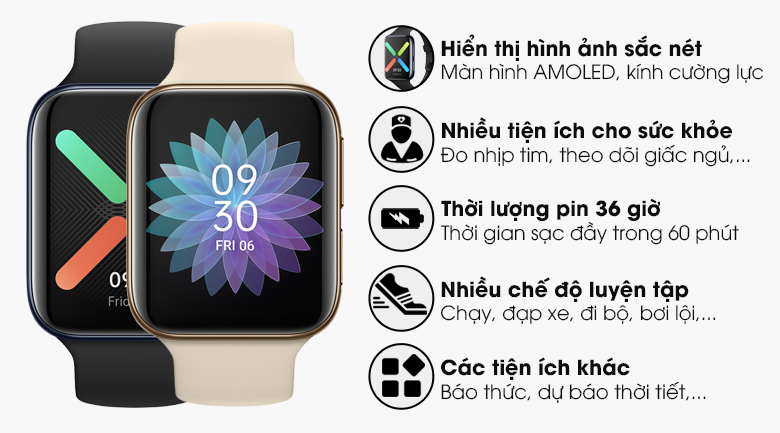 Hiển thị hình ảnh sắc nét
Màn hình AMOLED, kính cường lực
Nhiều tiện ích cho sức khỏe
Đo nhịp tim, theo dõi giấc ngủ,...
Thời lượng pin 36 giờ
Thời gian sạc đầy trong 60 phút
Nhiều chế độ luyện tập
Chạy, đạp xe, đi bộ, bơi lội,...
Các tiện ích khác
Báo thức, dự báo thời tiết,...
09
30
FRI 06